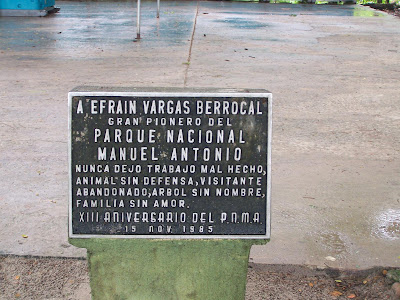 A EFRAIN VARGAS BERROCAL
GRAN PIONERO DEL
PARQUE NACIONAL
MANUEL ANTONIO
NUNCA DEJO TRABAJO MAL HECHO,
ANIMAL SIN DEFENSA, VISITANTE
ABANDONADO, ARBOL SIN NOMBRE,
FAMILIA SIN AMOR.
XIII ANIVERSARIO DEL P.N.M.A.
15 NOV. 1985